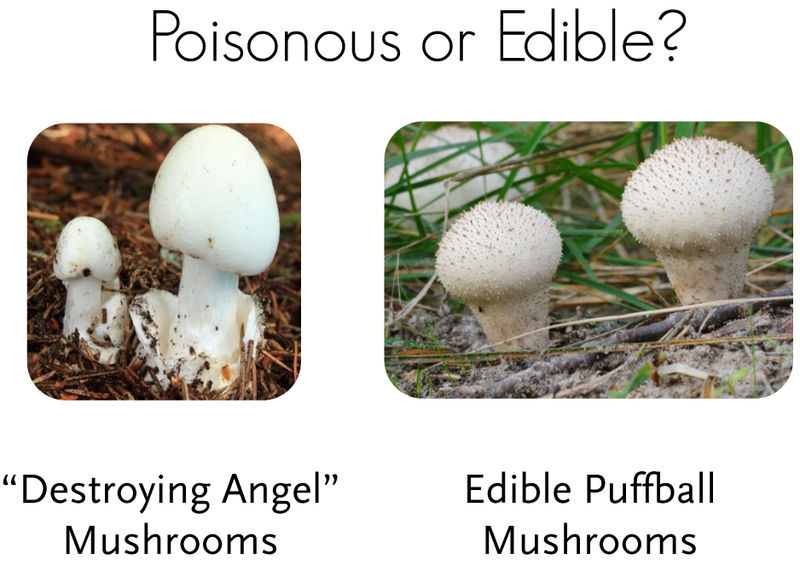 Poisonous or Edible?
“Destroying Angel”
Mushrooms
Edible Puffball
Mushrooms